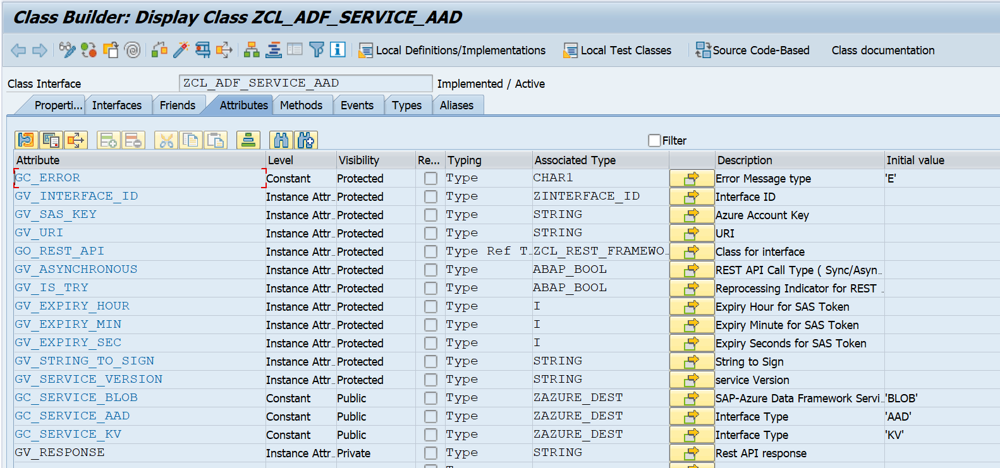 Class Builder: Display Class ZCL_ADF_SERVICE_AAD
Local Definitions/Implementations Local Test Classes Source Code-Based Class documentation
Class Interface ZCL_ADF_SERVICE_AAD Implemented / Active
Properti... Interfaces Friends Attributes Methods Events Types Aliases
Filter
Attribute Level Visibility Re... Typing Associated Type Description Initial value
GC_ERROR Constant Protected Type CHAR1 Error Message type 'E'
GV_INTERFACE_ID Instance Attr... Protected Type ZINTERFACE_ID Interface ID
GV_SAS_KEY Instance Attr... Protected Type STRING Azure Account Key
GV_URI Instance Attr... Protected Type STRING URI
GO_REST_API Instance Attr... Protected Type Ref T... ZCL_REST_FRAMEWO... Class for interface
GV_ASYNCHRONOUS Instance Attr... Protected Type ABAP_BOOL REST API Call Type ( Sync/Asyn...
GV_IS_TRY Instance Attr... Protected Type ABAP_BOOL Reprocessing Indicator for REST ...
GV_EXPIRY_HOUR Instance Attr... Protected Type I Expiry Hour for SAS Token
GV_EXPIRY_MIN Instance Attr... Protected Type I Expiry Minute for SAS Token
GV_EXPIRY_SEC Instance Attr... Protected Type I Expiry Seconds for SAS Token
GV_STRING_TO_SIGN Instance Attr... Protected Type STRING String to Sign
GV_SERVICE_VERSION Instance Attr... Protected Type STRING service Version
GC_SERVICE_BLOB Constant Public Type ZAZURE_DEST SAP-Azure Data Framework Servi... 'BLOB'
GC_SERVICE_AAD Constant Public Type ZAZURE_DEST Interface Type 'AAD'
GC_SERVICE_KV Constant Public Type ZAZURE_DEST Interface Type 'KV'
GV_RESPONSE Instance Attr... Private Type STRING Rest API response